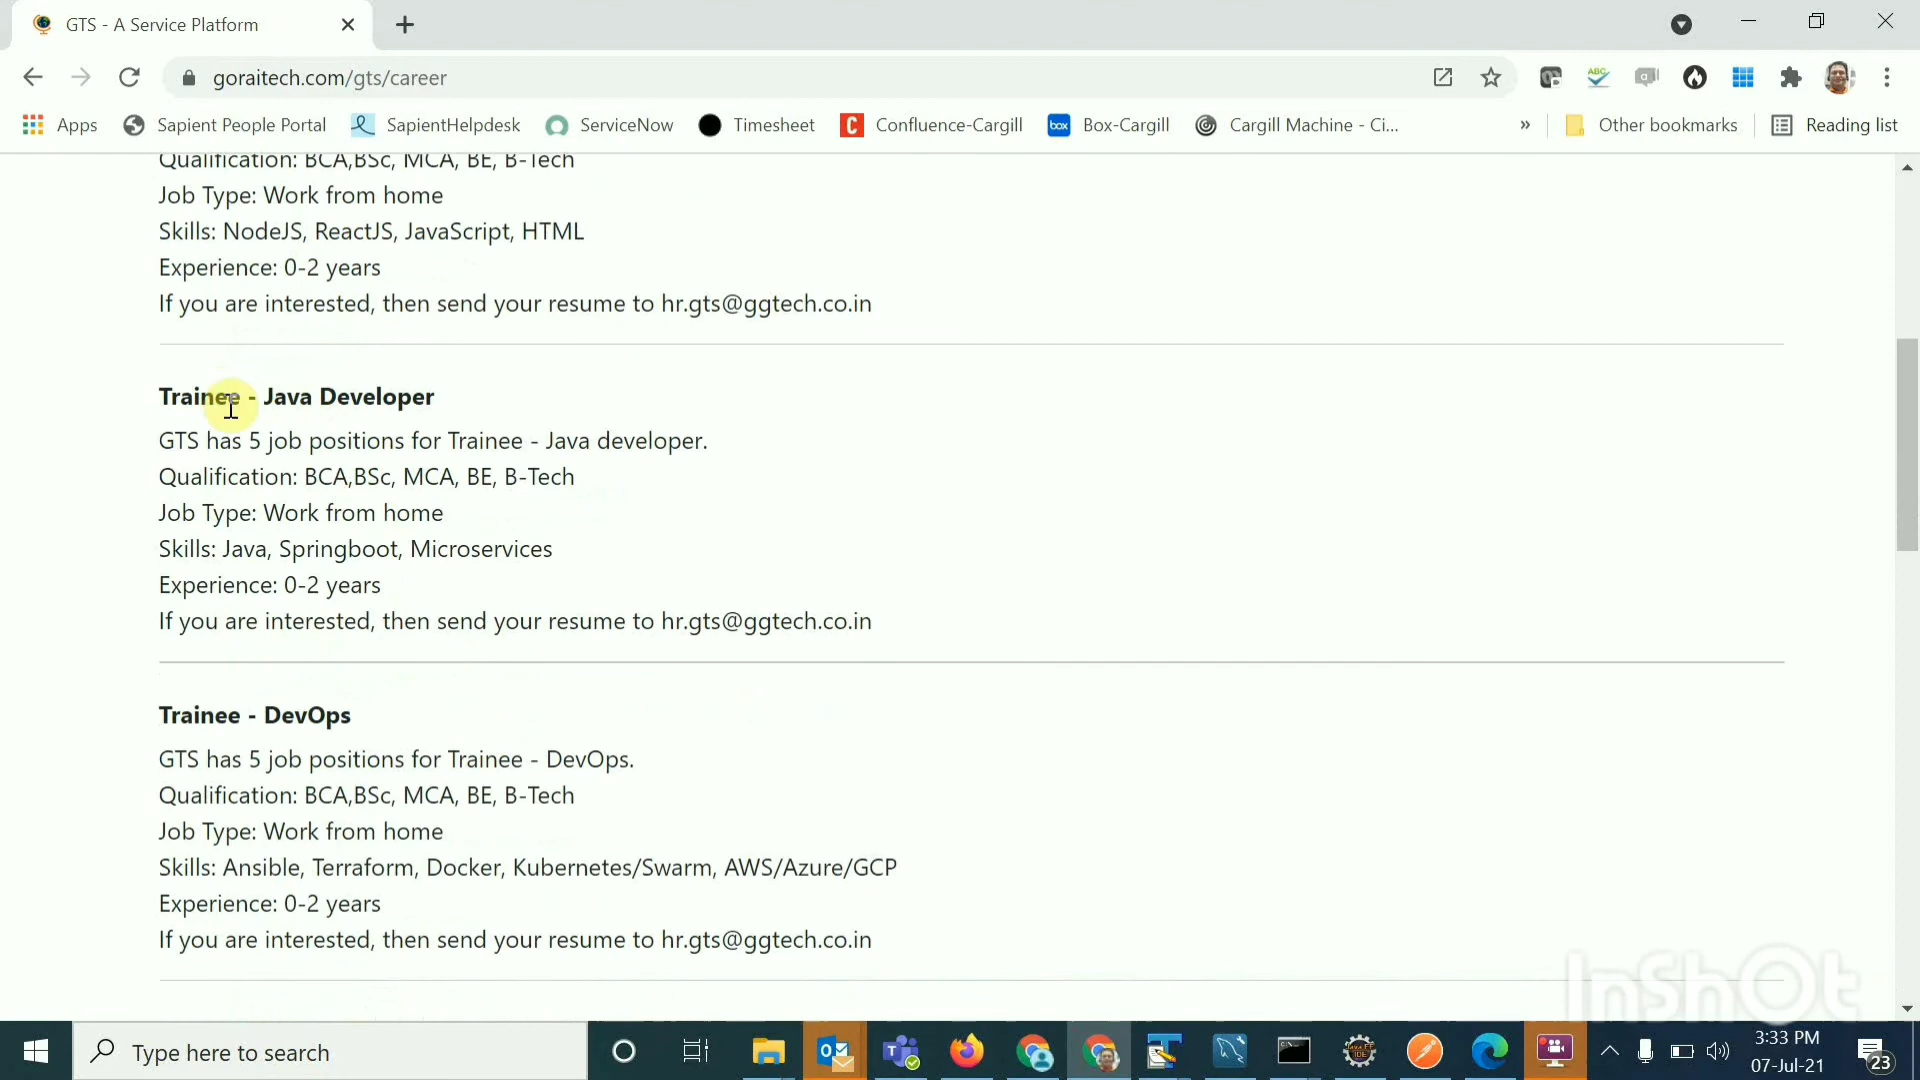 GTS - A Service Platform
goraitech.com/gts/career
Apps
Sapient People Portal
SapientHelpdesk
ServiceNow
Timesheet
Confluence-Cargill
Box-Cargill
Cargill Machine - Ci...
»
Other bookmarks
Reading list
Qualification: BCA,BSc, MCA, BE, B-Tech
Job Type: Work from home
Skills: NodeJS, ReactJS, JavaScript, HTML
Experience: 0-2 years
If you are interested, then send your resume to hr.gts@ggtech.co.in
Trainee - Java Developer
GTS has 5 job positions for Trainee - Java developer.
Qualification: BCA,BSc, MCA, BE, B-Tech
Job Type: Work from home
Skills: Java, Springboot, Microservices
Experience: 0-2 years
If you are interested, then send your resume to hr.gts@ggtech.co.in
Trainee - DevOps
GTS has 5 job positions for Trainee - DevOps.
Qualification: BCA,BSc, MCA, BE, B-Tech
Job Type: Work from home
Skills: Ansible, Terraform, Docker, Kubernetes/Swarm, AWS/Azure/GCP
Experience: 0-2 years
If you are interested, then send your resume to hr.gts@ggtech.co.in
InShOt
Type here to search
3:33 PM
07-Jul-21
23